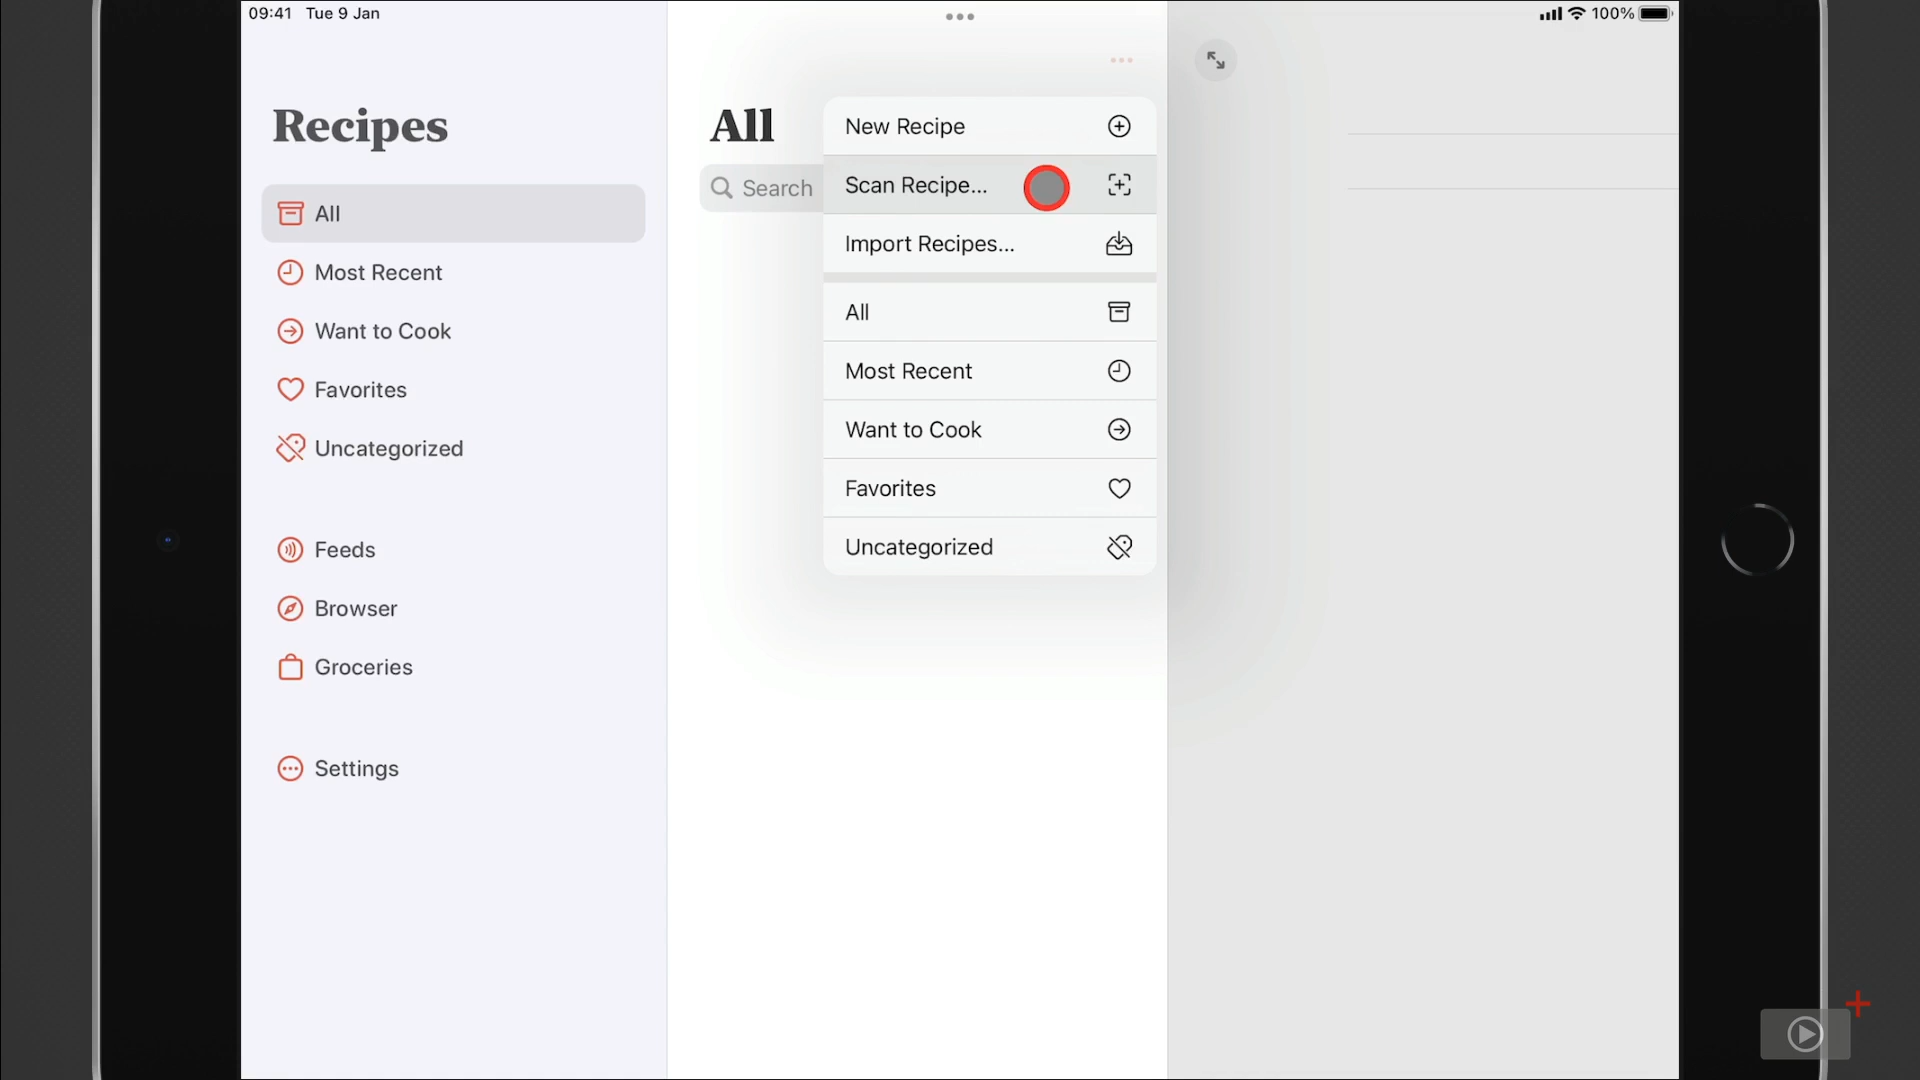 09:41 Tue 9 Jan
100%
Recipes
All
Most Recent
Want to Cook
Favorites
Uncategorized
Feeds
Browser
Groceries
Settings
All
Search
New Recipe
Scan Recipe...
Import Recipes...
All
Most Recent
Want to Cook
Favorites
Uncategorized